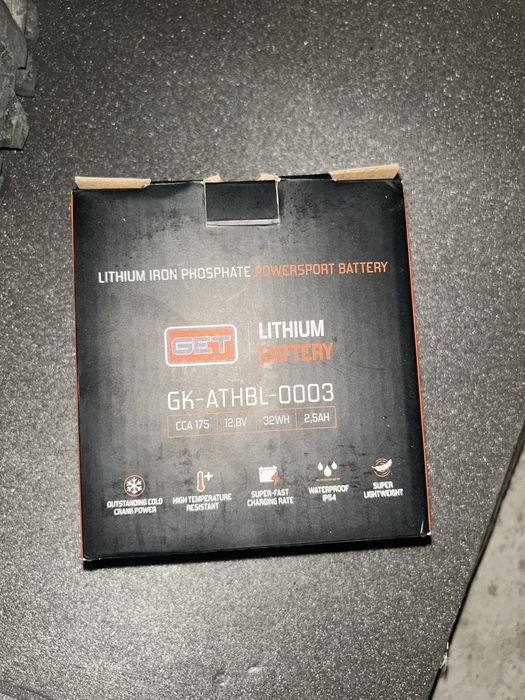 LITHIUM IRON PHOSPHATE POWERSPORT BATTERY
GET
LITHIUM
BATTERY
GK-ATHBL-0003
CCA 175 12,8V 32WH 2,5AH
OUTSTANDING COLD
CRANK POWER
HIGH TEMPERATURE
RESISTANT
SUPER-FAST
CHARGING RATE
WATERPROOF
IP54
SUPER
LIGHTWEIGHT